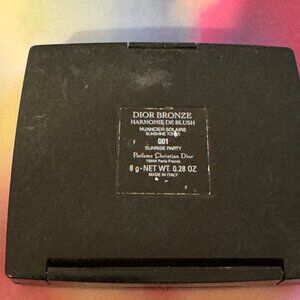 DIOR BRONZE
HARMONIE DE BLUSH
NUANCIER SOLAIRE
SUNSHINE TONES
001
SUNRISE PARTY
Parfums Christian Dior
75008 Paris-France
8 g - NET WT. 0.28 OZ
MADE IN ITALY